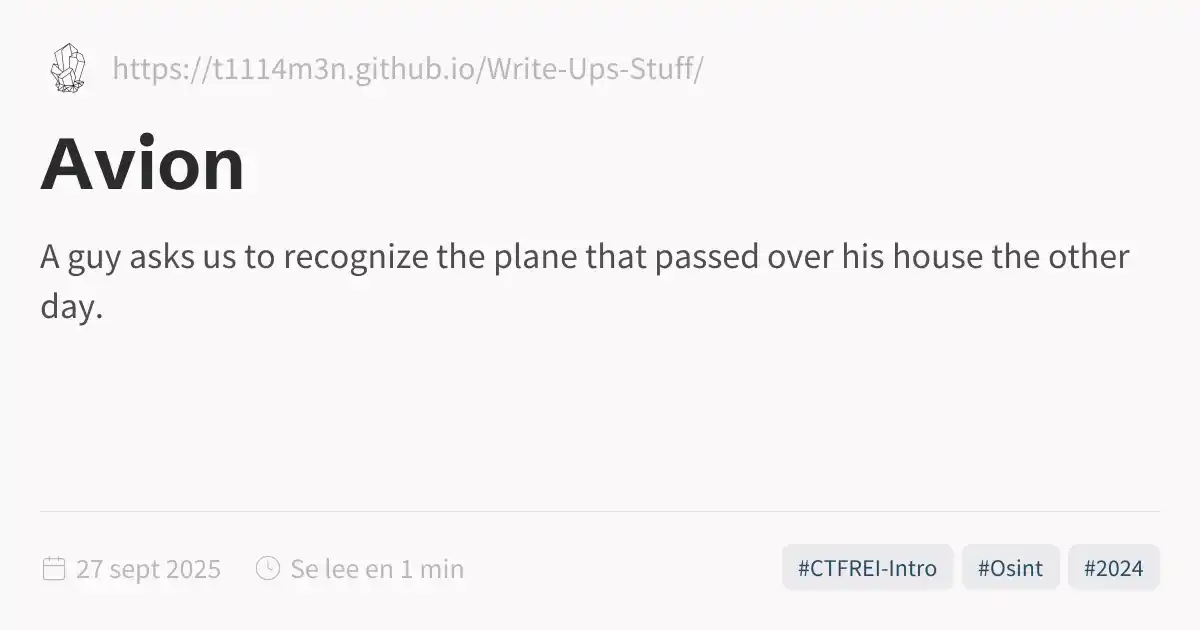 https://t1114m3n.github.io/Write-Ups-Stuff/
Avion
A guy asks us to recognize the plane that passed over his house the other
day.
27 sept 2025
Se lee en 1 min
#CTFREI-Intro
#Osint
#2024